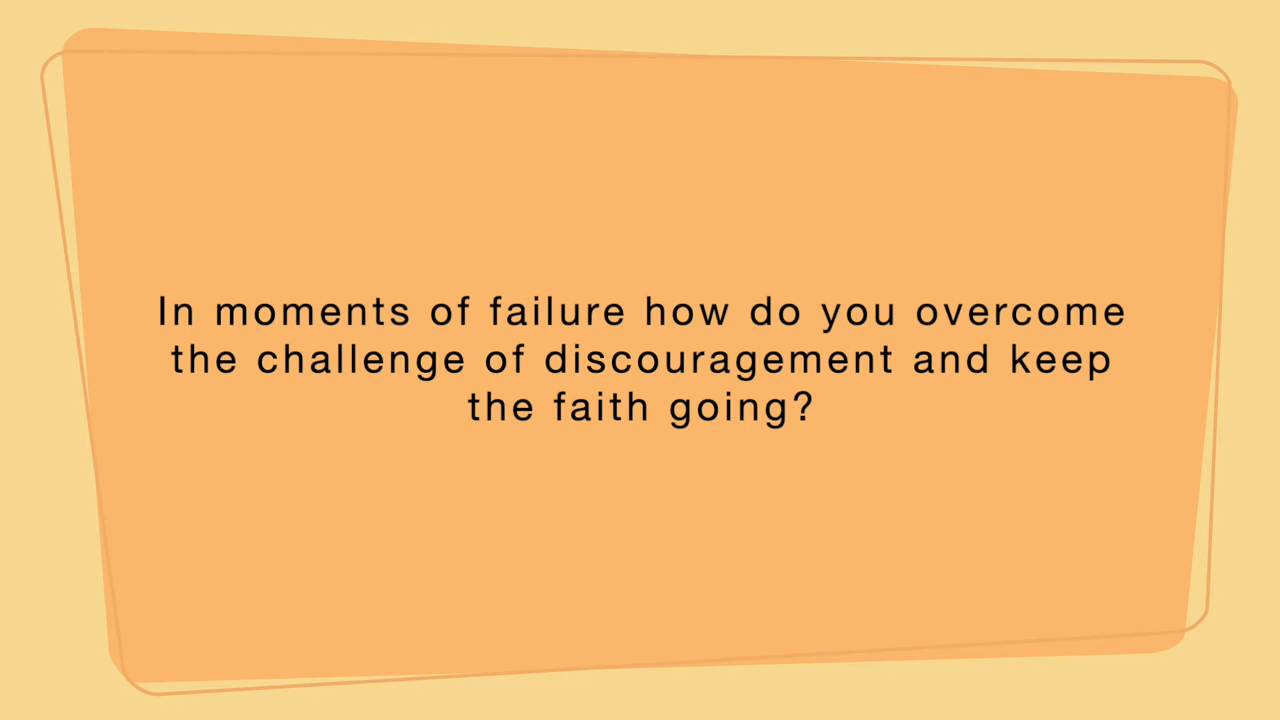 In moments of failure how do you overcome
the challenge of discouragement and keep
the faith going?